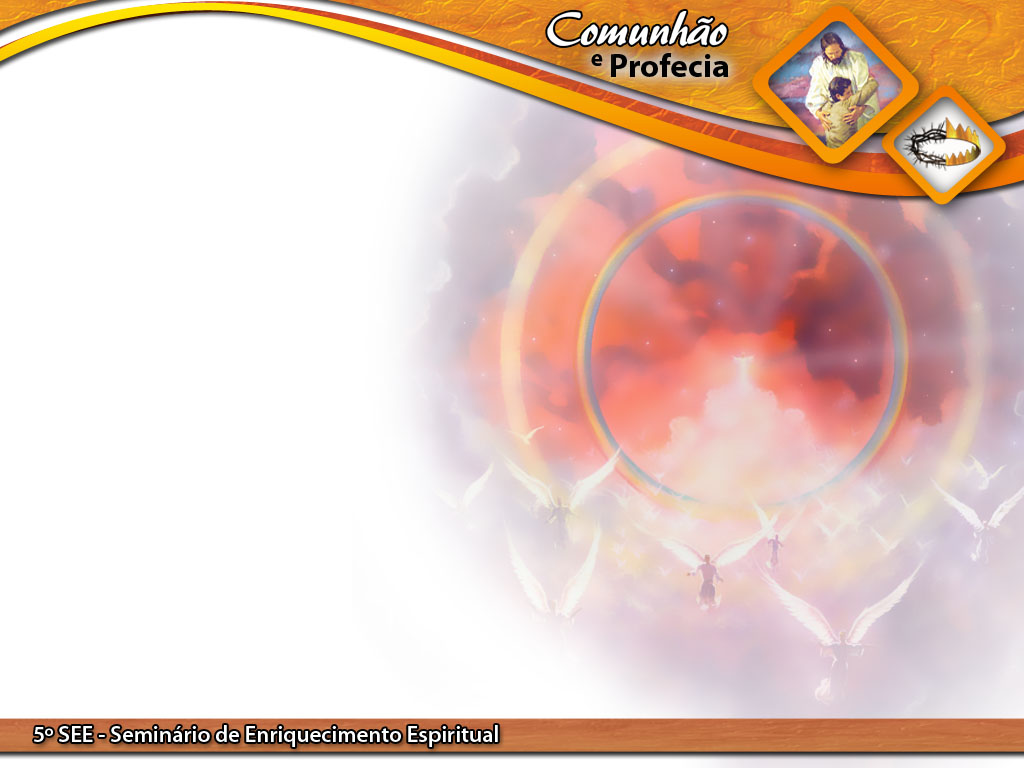 Comunhão
e Profecia
5º SEE - Seminário de Enriquecimento Espiritual